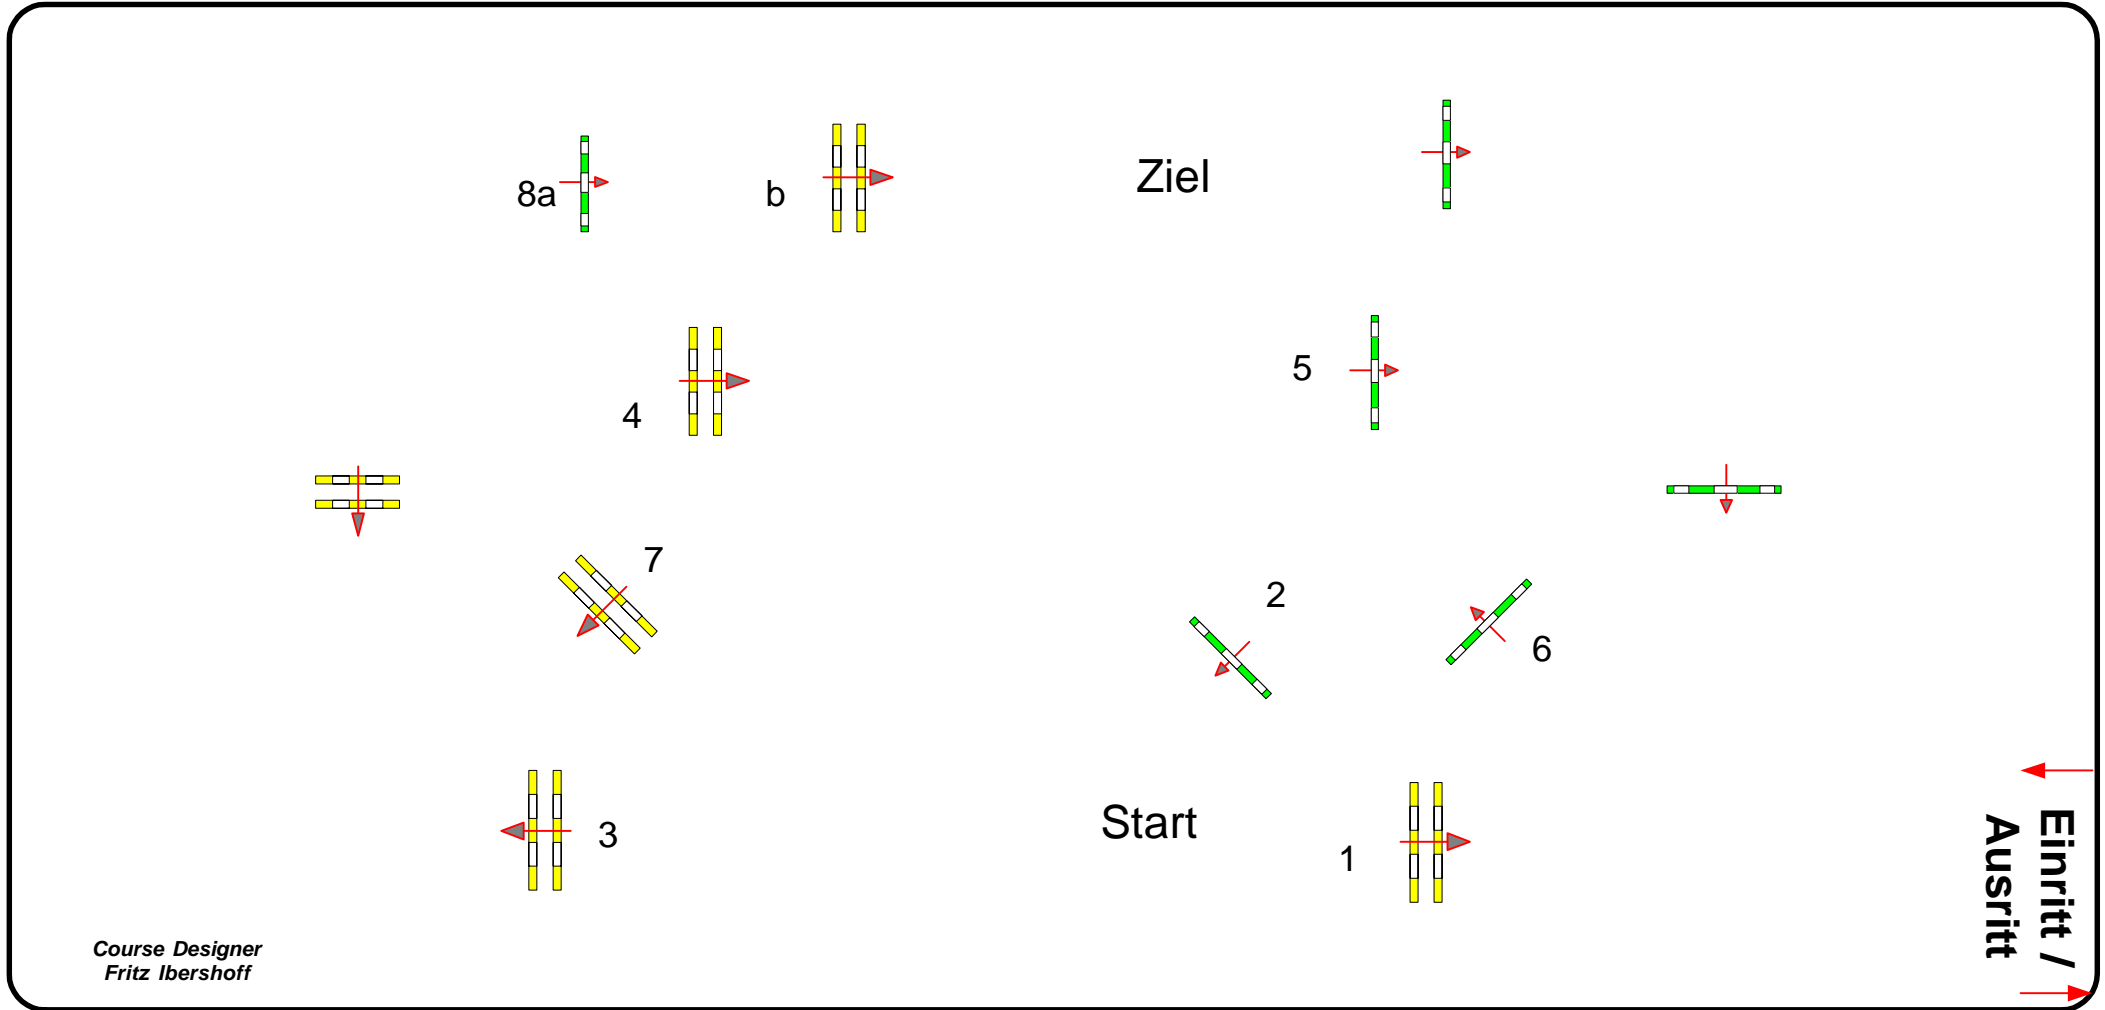 8a
b
Ziel
5
4
7
2
6
3
Start
1
Einritt /
Ausritt
Course Designer
Fritz Ibershoff